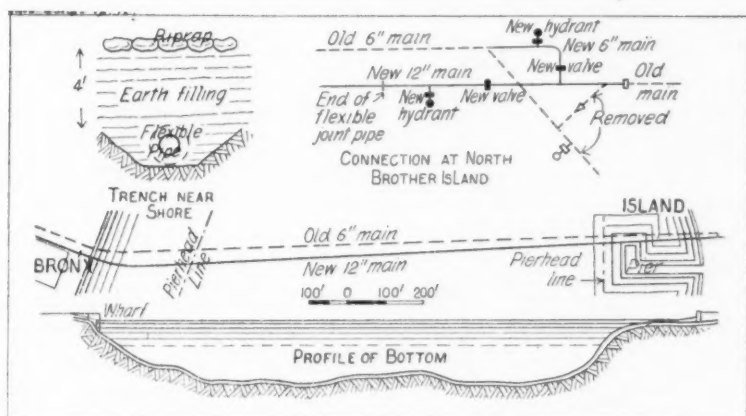 Riprap
4'
Earth filling
Flexible
Pipe
TRENCH NEAR
SHORE
New hydrant
Old 6" main
New 6" main
New valve
New 12" main
Old
main
End of
flexible
joint pipe
New
hydrant
New valve
Removed
CONNECTION AT NORTH
BROTHER ISLAND
ISLAND
BRONX
Pierhead
Line
Old 6" main
New 12" main
Pierhead
line
Pier
100' 0 100' 200'
Wharf
PROFILE OF BOTTOM